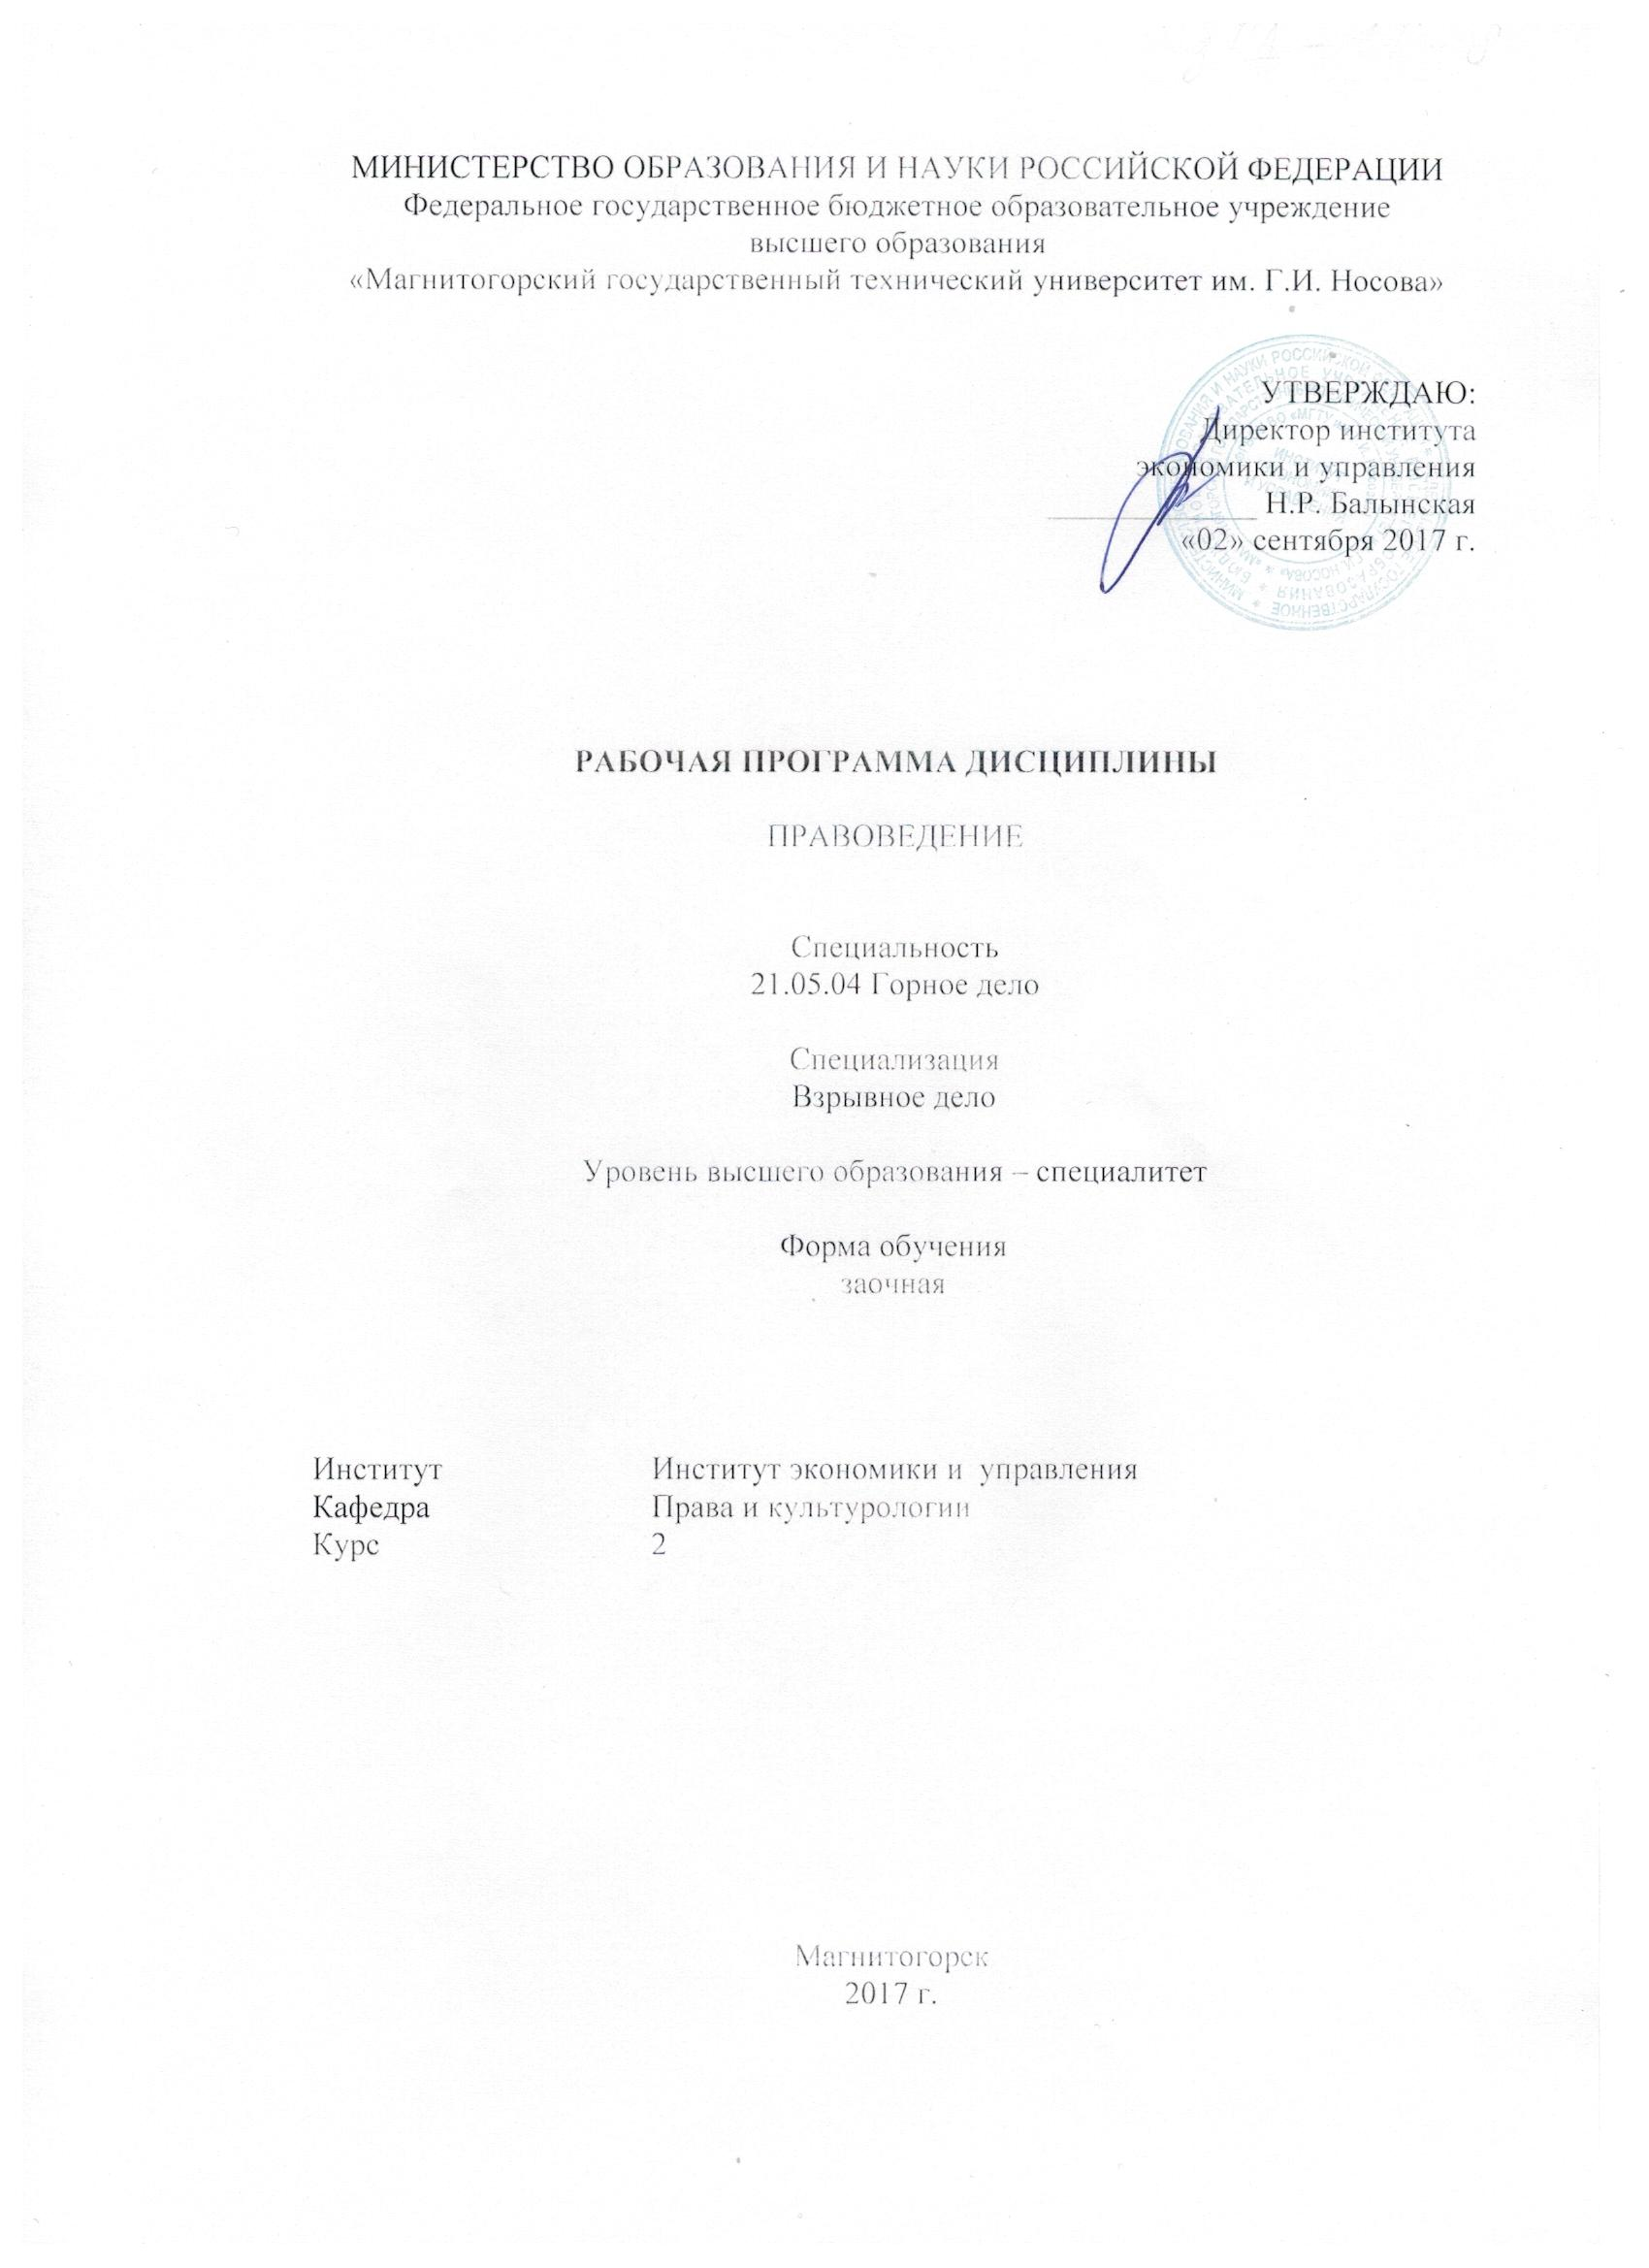 МИНИСТЕРСТВО ОБРАЗОВАНИЯ И НАУКИ РОССИЙСКОЙ ФЕДЕРАЦИИ
Федеральное государственное бюджетное образовательное учреждение
высшего образования
«Магнитогорский государственный технический университет им. Г.И. Носова»
УТВЕРЖДАЮ:
Директор института
экономики и управления
Н.Р. Балынская
«02» сентября 2017 г.
РАБОЧАЯ ПРОГРАММА ДИСЦИПЛИНЫ
ПРАВОВЕДЕНИЕ
Специальность
21.05.04 Горное дело
Специализация
Взрывное дело
Уровень высшего образования – специалитет
Форма обучения
заочная
Институт Институт экономики и управления
Кафедра Права и культурологии
Курс 2
Магнитогорск
2017 г.